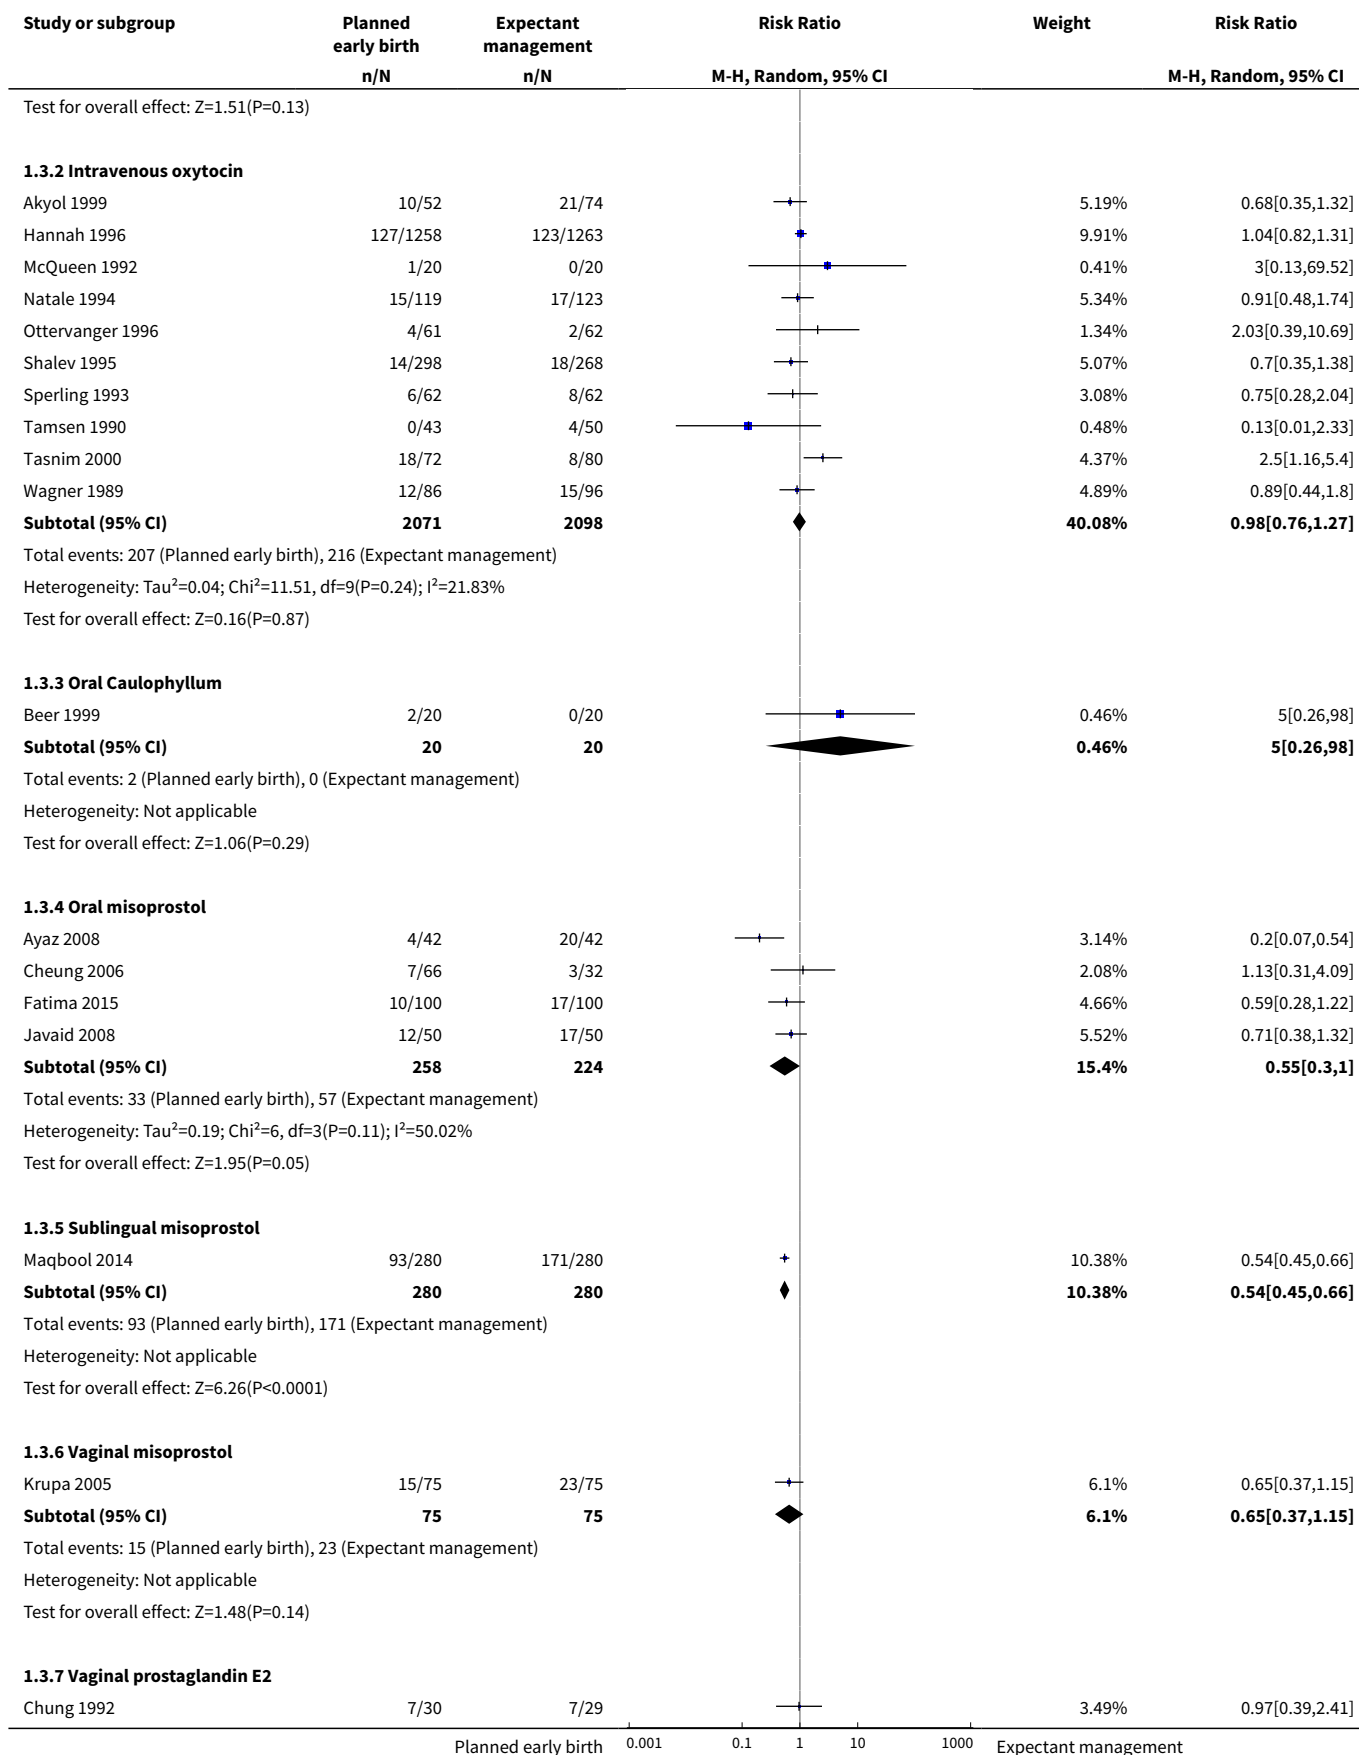 Study or subgroup Planned early birth Expectant management Risk Ratio Weight Risk Ratio
n/N n/N M-H, Random, 95% CI M-H, Random, 95% CI
Test for overall effect: Z=1.51(P=0.13)
1.3.2 Intravenous oxytocin
Akyol 1999 10/52 21/74 5.19% 0.68[0.35,1.32]
Hannah 1996 127/1258 123/1263 9.91% 1.04[0.82,1.31]
McQueen 1992 1/20 0/20 0.41% 3[0.13,69.52]
Natale 1994 15/119 17/123 5.34% 0.91[0.48,1.74]
Ottervanger 1996 4/61 2/62 1.34% 2.03[0.39,10.69]
Shalev 1995 14/298 18/268 5.07% 0.7[0.35,1.38]
Sperling 1993 6/62 8/62 3.08% 0.75[0.28,2.04]
Tamsen 1990 0/43 4/50 0.48% 0.13[0.01,2.33]
Tasnim 2000 18/72 8/80 4.37% 2.5[1.16,5.4]
Wagner 1989 12/86 15/96 4.89% 0.89[0.44,1.8]
Subtotal (95% CI) 2071 2098 40.08% 0.98[0.76,1.27]
Total events: 207 (Planned early birth), 216 (Expectant management)
Heterogeneity: Tau²=0.04; Chi²=11.51, df=9(P=0.24); I²=21.83%
Test for overall effect: Z=0.16(P=0.87)
1.3.3 Oral Caulophyllum
Beer 1999 2/20 0/20 0.46% 5[0.26,98]
Subtotal (95% CI) 20 20 0.46% 5[0.26,98]
Total events: 2 (Planned early birth), 0 (Expectant management)
Heterogeneity: Not applicable
Test for overall effect: Z=1.06(P=0.29)
1.3.4 Oral misoprostol
Ayaz 2008 4/42 20/42 3.14% 0.2[0.07,0.54]
Cheung 2006 7/66 3/32 2.08% 1.13[0.31,4.09]
Fatima 2015 10/100 17/100 4.66% 0.59[0.28,1.22]
Javaid 2008 12/50 17/50 5.52% 0.71[0.38,1.32]
Subtotal (95% CI) 258 224 15.4% 0.55[0.3,1]
Total events: 33 (Planned early birth), 57 (Expectant management)
Heterogeneity: Tau²=0.19; Chi²=6, df=3(P=0.11); I²=50.02%
Test for overall effect: Z=1.95(P=0.05)
1.3.5 Sublingual misoprostol
Maqbool 2014 93/280 171/280 10.38% 0.54[0.45,0.66]
Subtotal (95% CI) 280 280 10.38% 0.54[0.45,0.66]
Total events: 93 (Planned early birth), 171 (Expectant management)
Heterogeneity: Not applicable
Test for overall effect: Z=6.26(P<0.0001)
1.3.6 Vaginal misoprostol
Krupa 2005 15/75 23/75 6.1% 0.65[0.37,1.15]
Subtotal (95% CI) 75 75 6.1% 0.65[0.37,1.15]
Total events: 15 (Planned early birth), 23 (Expectant management)
Heterogeneity: Not applicable
Test for overall effect: Z=1.48(P=0.14)
1.3.7 Vaginal prostaglandin E2
Chung 1992 7/30 7/29 3.49% 0.97[0.39,2.41]
Planned early birth 0.001 0.1 1 10 1000 Expectant management